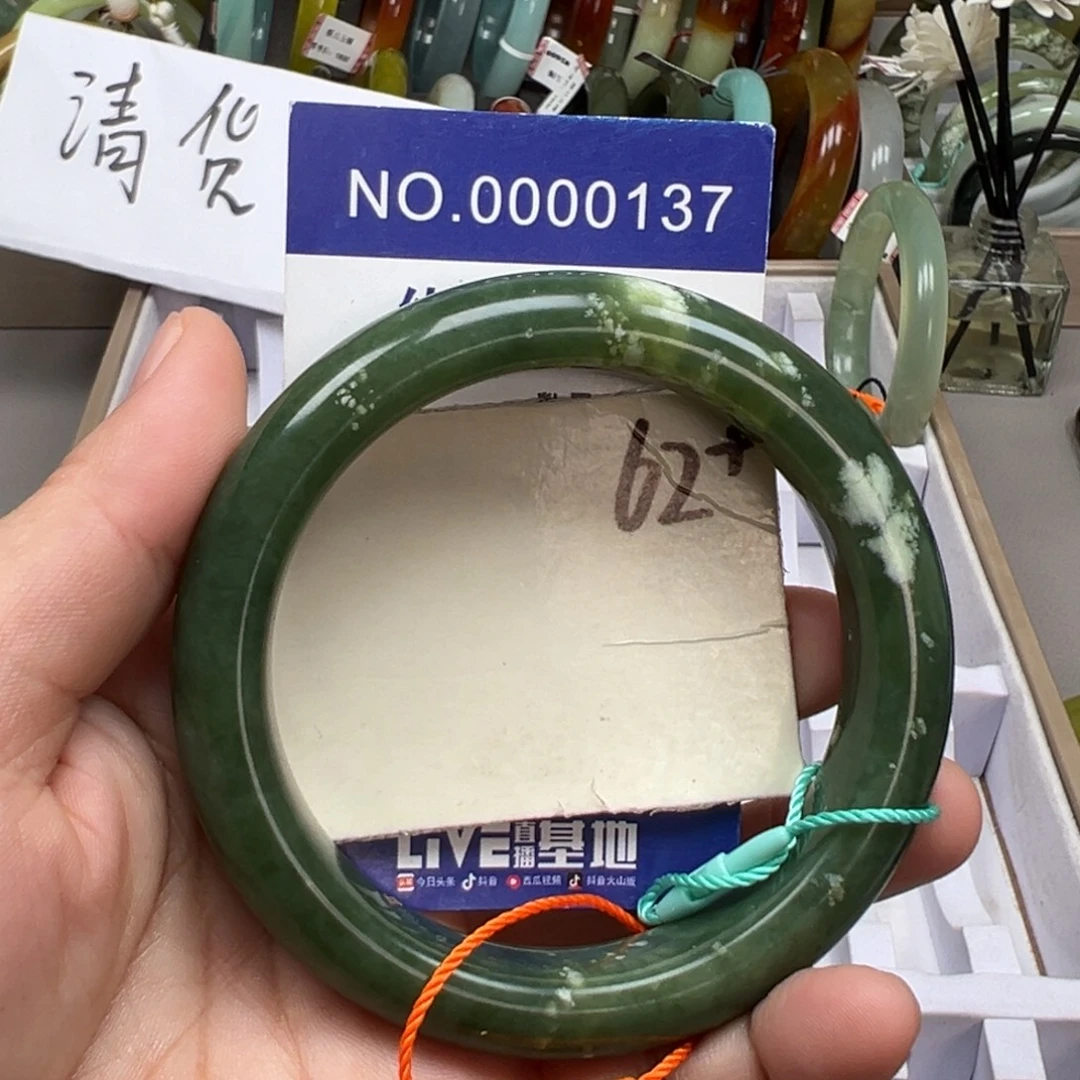 清货
NO.0000137
62+
LIVE直播基地
今日头条 抖音 西瓜视频 抖音火山版